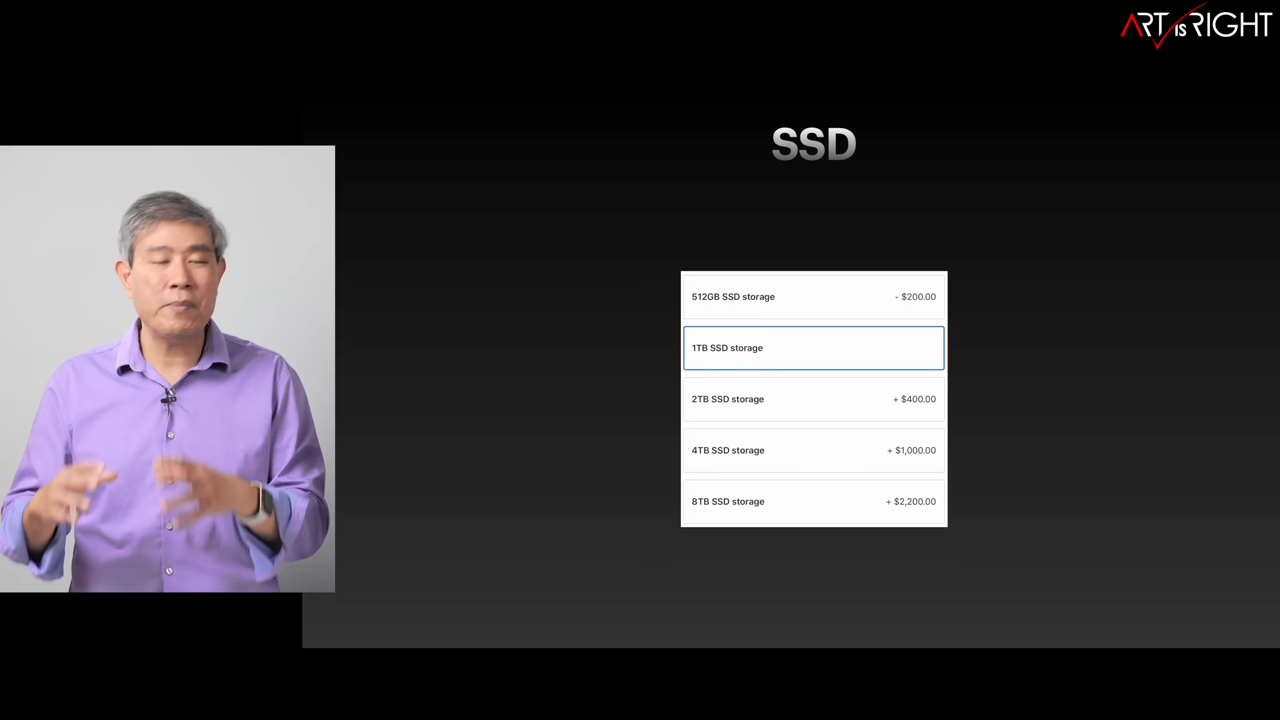 ART IS RIGHT
SSD
512GB SSD storage - $200.00
1TB SSD storage
2TB SSD storage + $400.00
4TB SSD storage + $1,000.00
8TB SSD storage + $2,200.00